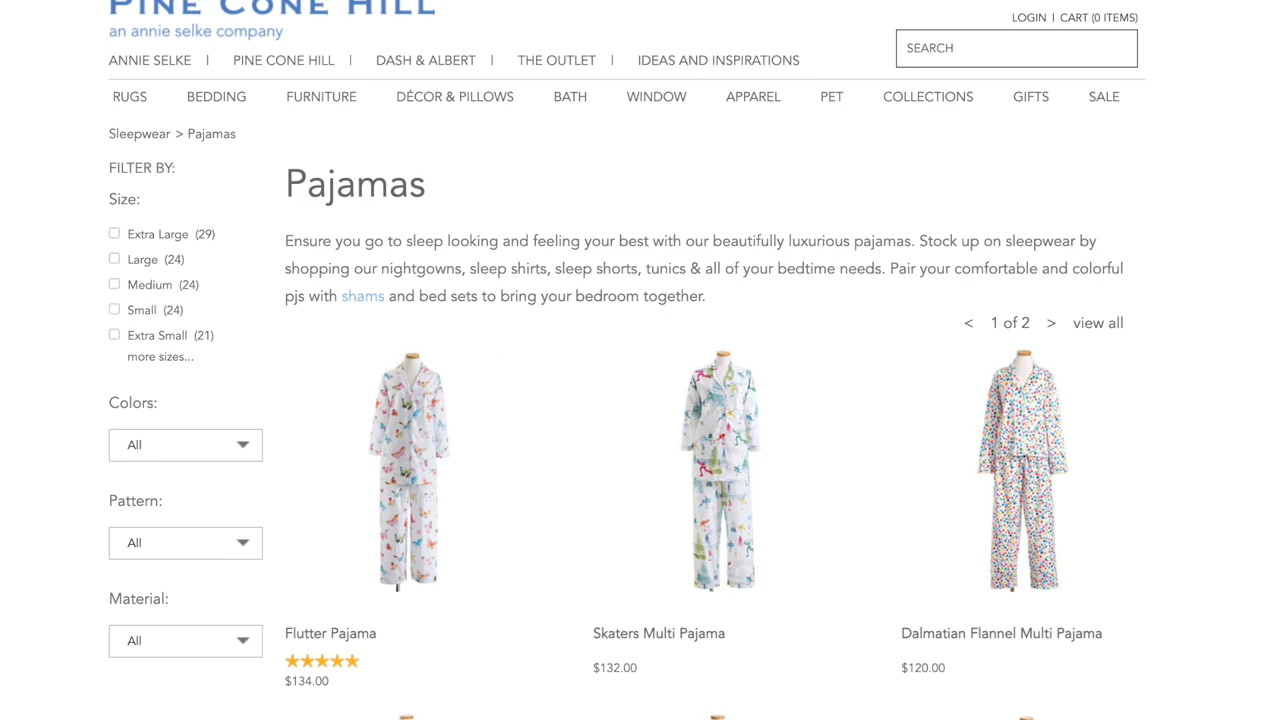 PINE CONE HILL
an annie selke company
LOGIN | CART (0 ITEMS)
SEARCH
ANNIE SELKE | PINE CONE HILL | DASH & ALBERT | THE OUTLET | IDEAS AND INSPIRATIONS
RUGS BEDDING FURNITURE DÉCOR & PILLOWS BATH WINDOW APPAREL PET COLLECTIONS GIFTS SALE
Sleepwear > Pajamas
FILTER BY:
Size:
Extra Large (29)
Large (24)
Medium (24)
Small (24)
Extra Small (21)
more sizes...
Colors:
All
Pattern:
All
Material:
All
Pajamas
Ensure you go to sleep looking and feeling your best with our beautifully luxurious pajamas. Stock up on sleepwear by
shopping our nightgowns, sleep shirts, sleep shorts, tunics & all of your bedtime needs. Pair your comfortable and colorful
pjs with shams and bed sets to bring your bedroom together.
< 1 of 2 > view all
Flutter Pajama
$134.00
Skaters Multi Pajama
$132.00
Dalmatian Flannel Multi Pajama
$120.00